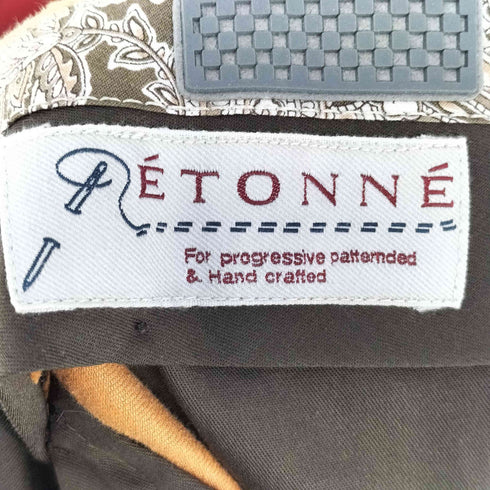 RÉTONNÉ
For progressive patternded
& Hand crafted